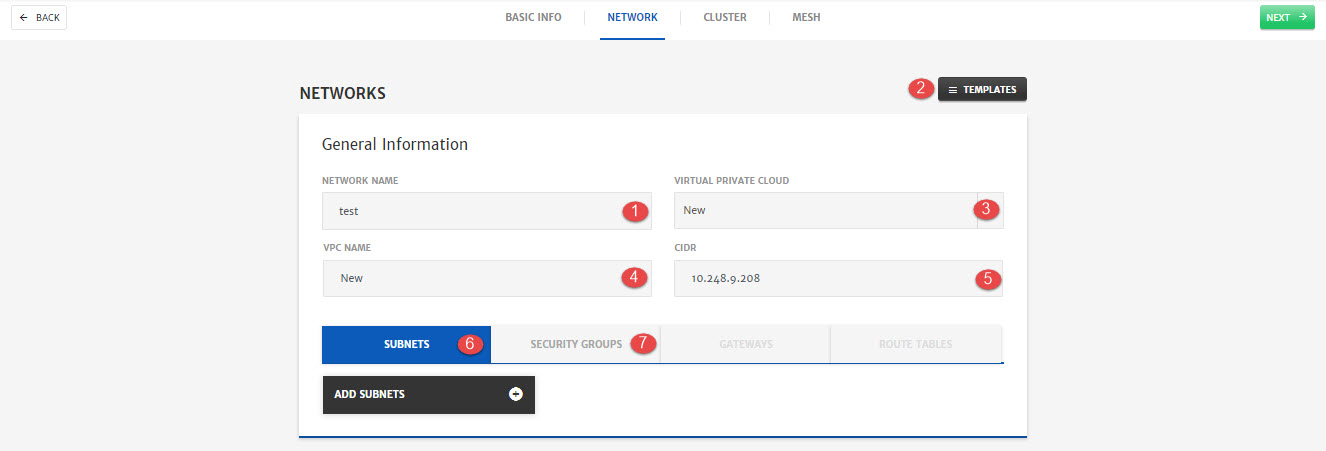 BACK
BASIC INFO
NETWORK
CLUSTER
MESH
NEXT
NETWORKS
2
TEMPLATES
General Information
NETWORK NAME
VIRTUAL PRIVATE CLOUD
test
1
New
3
VPC NAME
CIDR
New
4
10.248.9.208
5
SUBNETS
6
SECURITY GROUPS
7
GATEWAYS
ROUTE TABLES
ADD SUBNETS